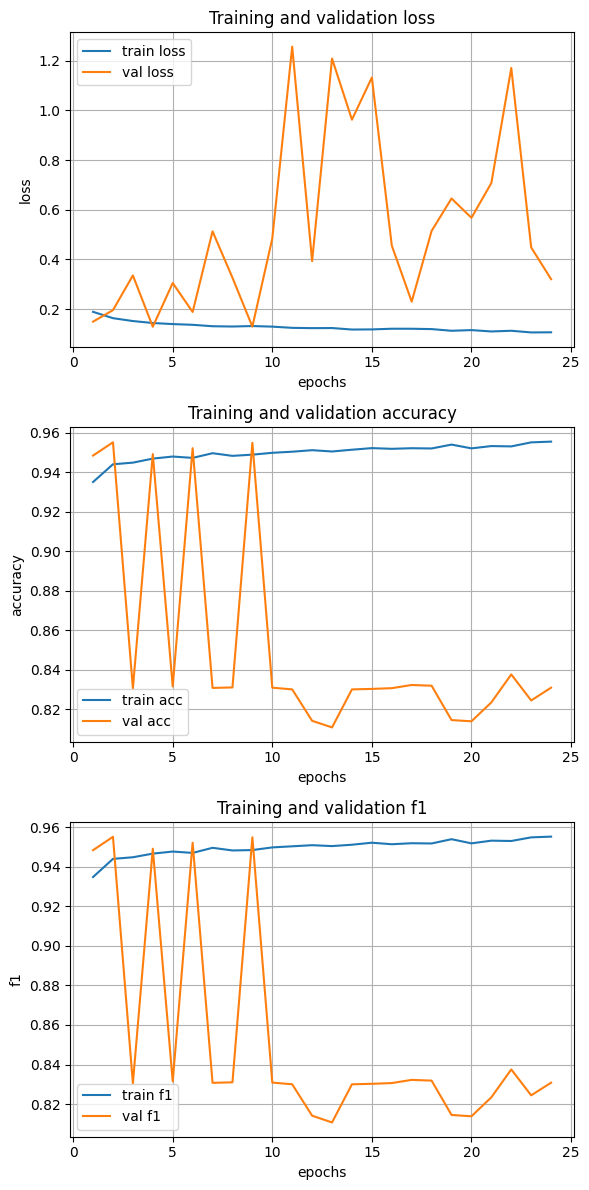 Training and validation loss
train loss
val loss
1.2
1.0
0.8
0.6
0.4
0.2
loss
0 5 10 15 20 25
epochs
Training and validation accuracy
0.96
0.94
0.92
0.90
0.88
0.86
0.84
0.82
accuracy
train acc
val acc
0 5 10 15 20 25
epochs
Training and validation f1
0.96
0.94
0.92
0.90
0.88
0.86
0.84
0.82
f1
train f1
val f1
0 5 10 15 20 25
epochs